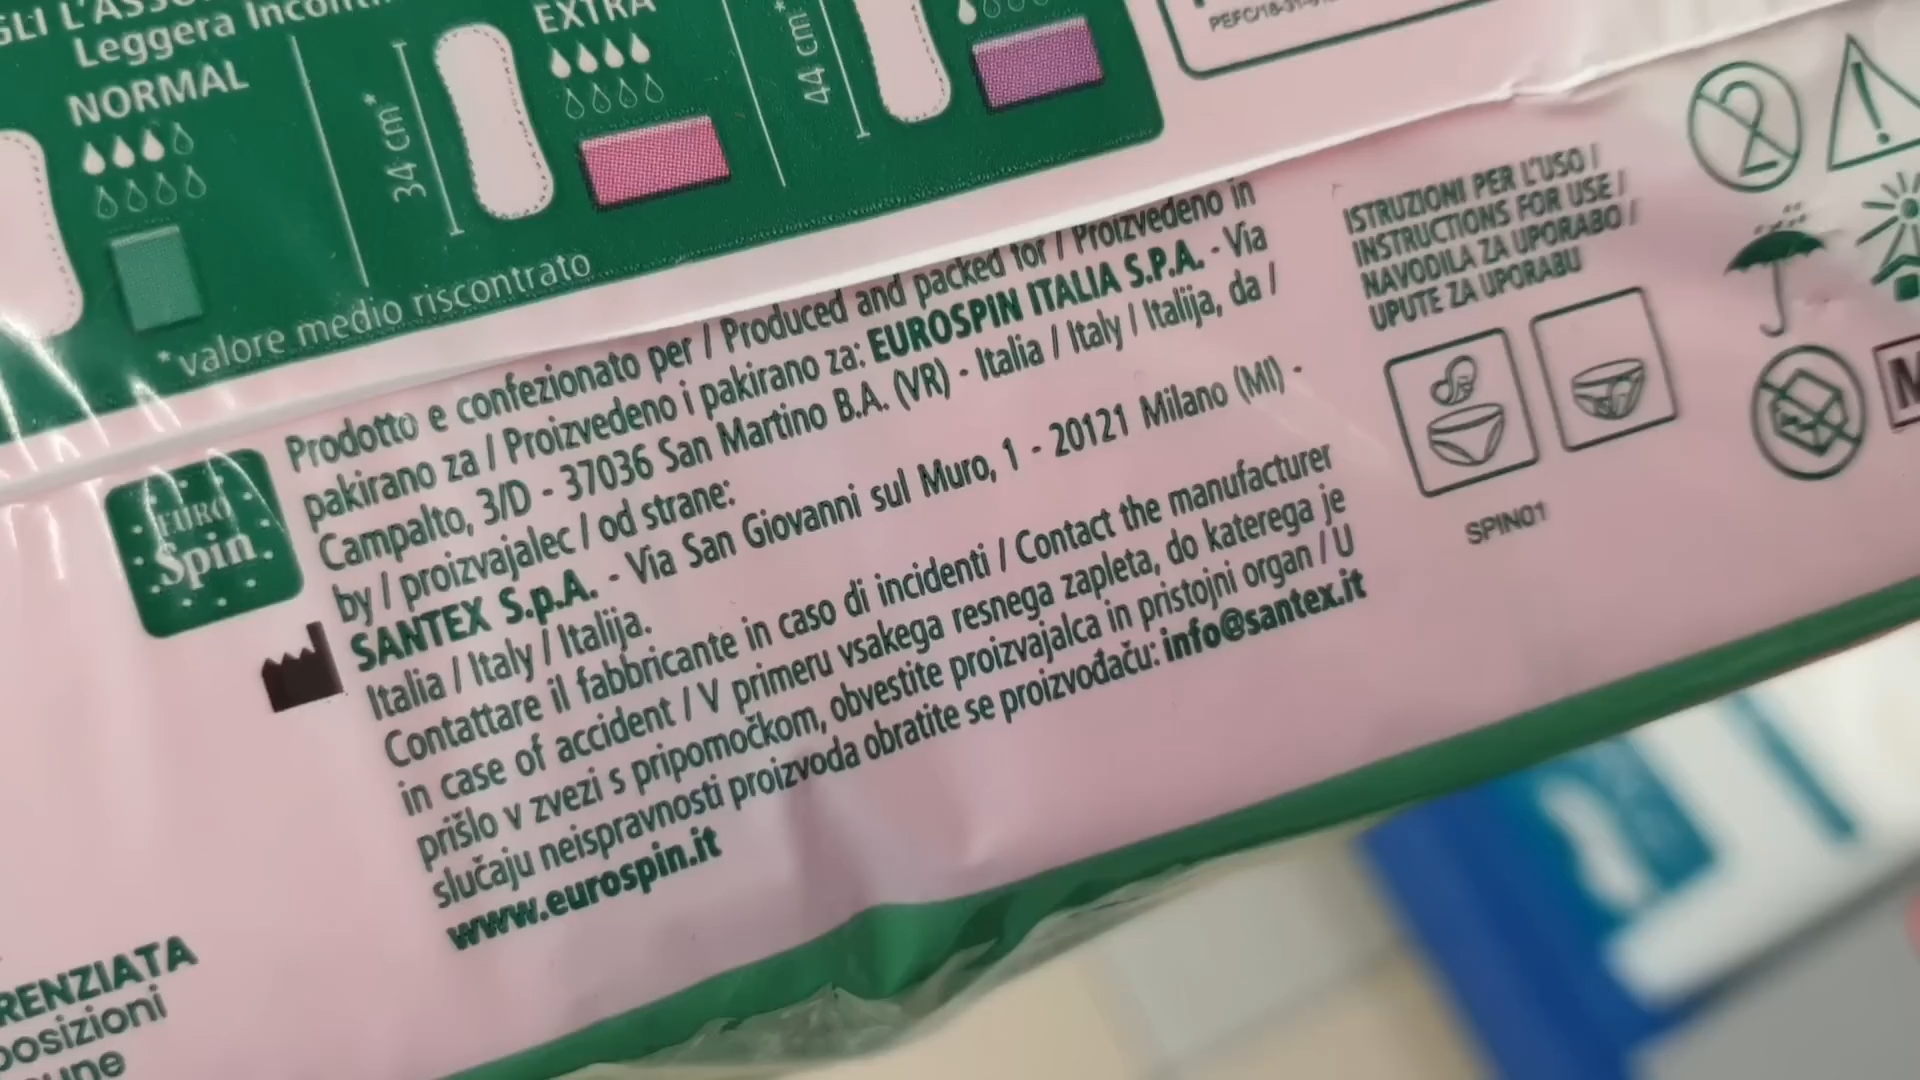 Leggera
NORMAL
EXTRA
34 cm*
44 cm*
*valore medio riscontrato
Prodotto e confezionato per / Produced and packed for / Proizvedeno in
pakirano za / Proizvedeno i pakirano za: EUROSPIN ITALIA S.P.A. - Via
Campalto, 3/D - 37036 San Martino B.A. (VR) - Italia / Italy / Italija, da /
by / proizvajalec / od strane:
SANTEX S.p.A. - Via San Giovanni sul Muro, 1 - 20121 Milano (MI) -
Italia / Italy / Italija.
Contattare il fabbricante in caso di incidenti / Contact the manufacturer
in case of accident / V primeru vsakega resnega zapleta, do katerega je
prišlo v zvezi s pripomočkom, obvestite proizvajalca in pristojni organ / U
slučaju neispravnosti proizvoda obratite se proizvođaču: info@santex.it
www.eurospin.it
EURO
Spin
ISTRUZIONI PER L'USO /
INSTRUCTIONS FOR USE /
NAVODILA ZA UPORABO /
UPUTE ZA UPORABU
2
SPIN01
RENZIATA
posizioni